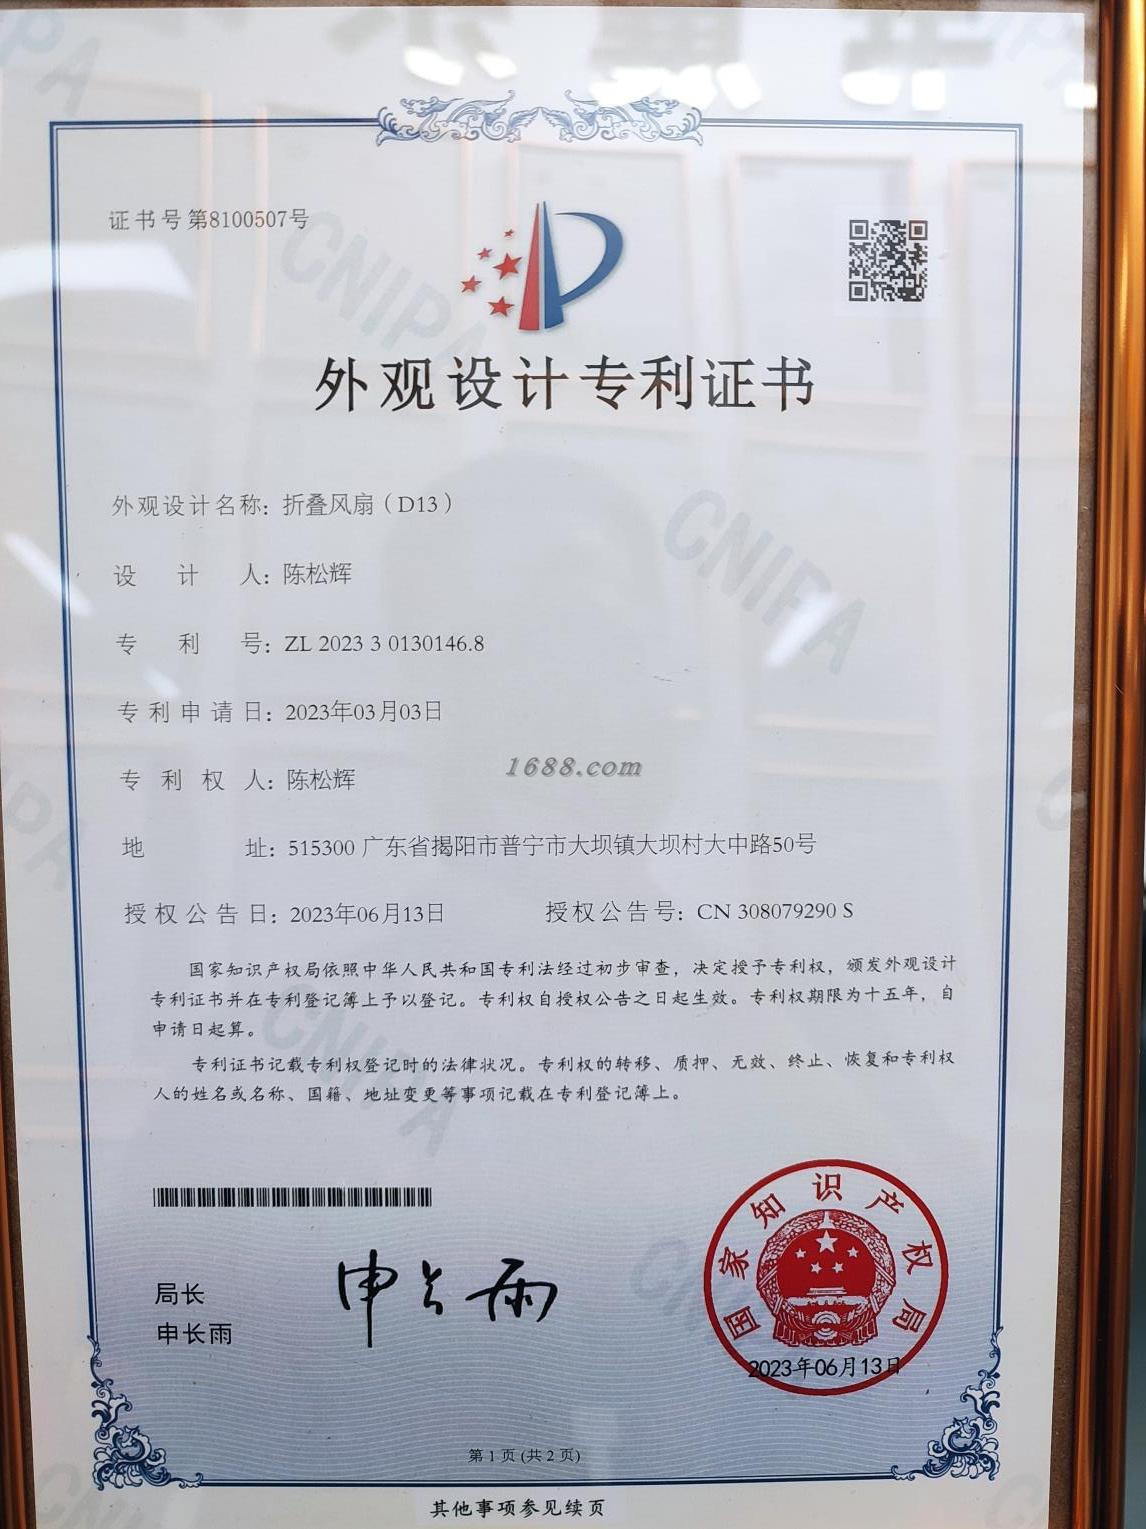 证书号第8100507号
外观设计专利证书
外观设计名称：折叠风扇（D13）
设计人：陈松辉
专利号：ZL 2023 3 0130146.8
专利申请日：2023年03月03日
1688.com
专利权人：陈松辉
地址：515300 广东省揭阳市普宁市大坝镇大坝村大中路50号
授权公告日：2023年06月13日 授权公告号：CN 308079290 S
国家知识产权局依照中华人民共和国专利法经过初步审查，决定授予专利权，颁发外观设计
专利证书并在专利登记簿上予以登记。专利权自授权公告之日起生效。专利权期限为十五年，自
申请日起算。
专利证书记载专利权登记时的法律状况。专利权的转移、质押、无效、终止、恢复和专利权
人的姓名或名称、国籍、地址变更等事项记载在专利登记簿上。
局长
申长雨
申长雨
国家知识产权局
2023年06月13日
第 1 页 (共 2 页)
其他事项参见续页
CNIPA
CNIPA
CNIPA